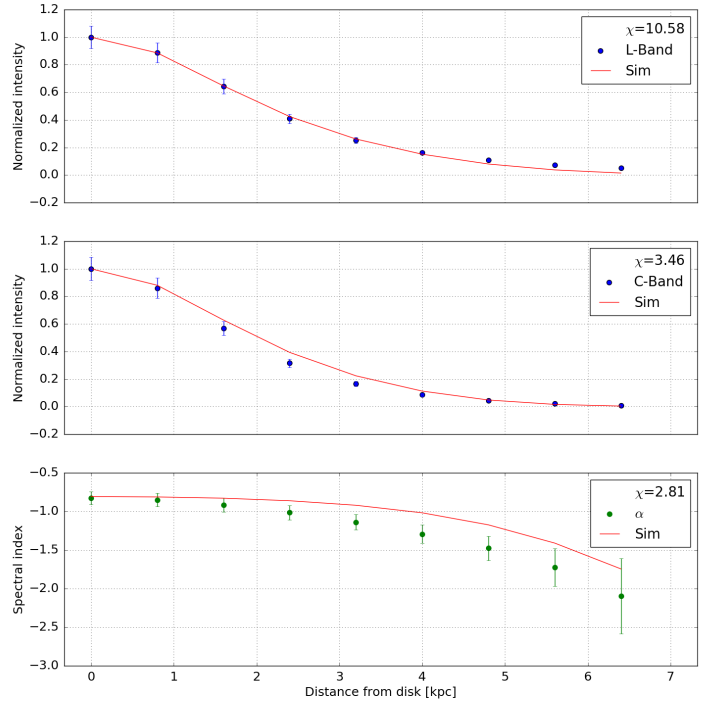 1.2
1.0
0.8
0.6
0.4
0.2
0.0
−0.2
Normalized intensity
χ=10.58
L-Band
Sim
1.2
1.0
0.8
0.6
0.4
0.2
0.0
−0.2
Normalized intensity
χ=3.46
C-Band
Sim
−0.5
−1.0
−1.5
−2.0
−2.5
−3.0
Spectral index
χ=2.81
α
Sim
0 1 2 3 4 5 6 7
Distance from disk [kpc]